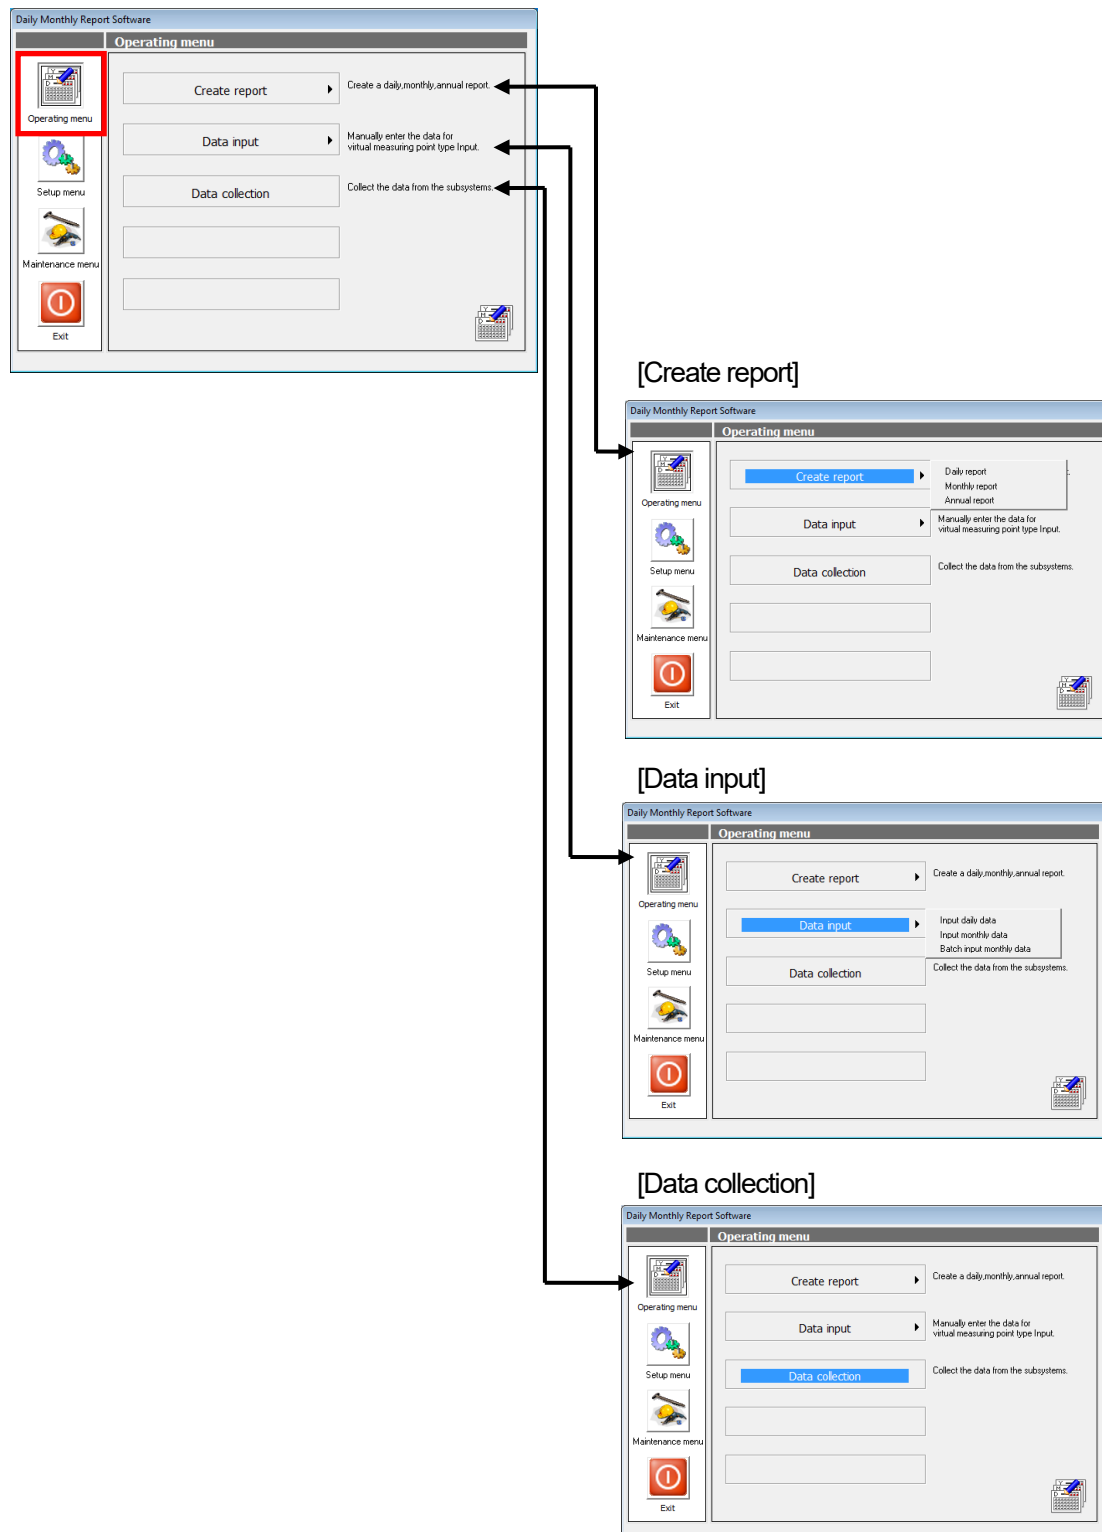 Daily Monthly Report Software
Operating menu
Operating menu
Setup menu
Maintenance menu
Exit
Create report
Create a daily,monthly,annual report.
Data input
Manually enter the data for
virtual measuring point type Input.
Data collection
Collect the data from the subsystems.
[Create report]
Daily Monthly Report Software
Operating menu
Operating menu
Setup menu
Maintenance menu
Exit
Create report
Daily report
Monthly report
Annual report
Data input
Manually enter the data for
virtual measuring point type Input.
Data collection
Collect the data from the subsystems.
[Data input]
Daily Monthly Report Software
Operating menu
Operating menu
Setup menu
Maintenance menu
Exit
Create report
Create a daily,monthly,annual report.
Data input
Input daily data
Input monthly data
Batch input monthly data
Data collection
Collect the data from the subsystems.
[Data collection]
Daily Monthly Report Software
Operating menu
Operating menu
Setup menu
Maintenance menu
Exit
Create report
Create a daily,monthly,annual report.
Data input
Manually enter the data for
virtual measuring point type Input.
Data collection
Collect the data from the subsystems.